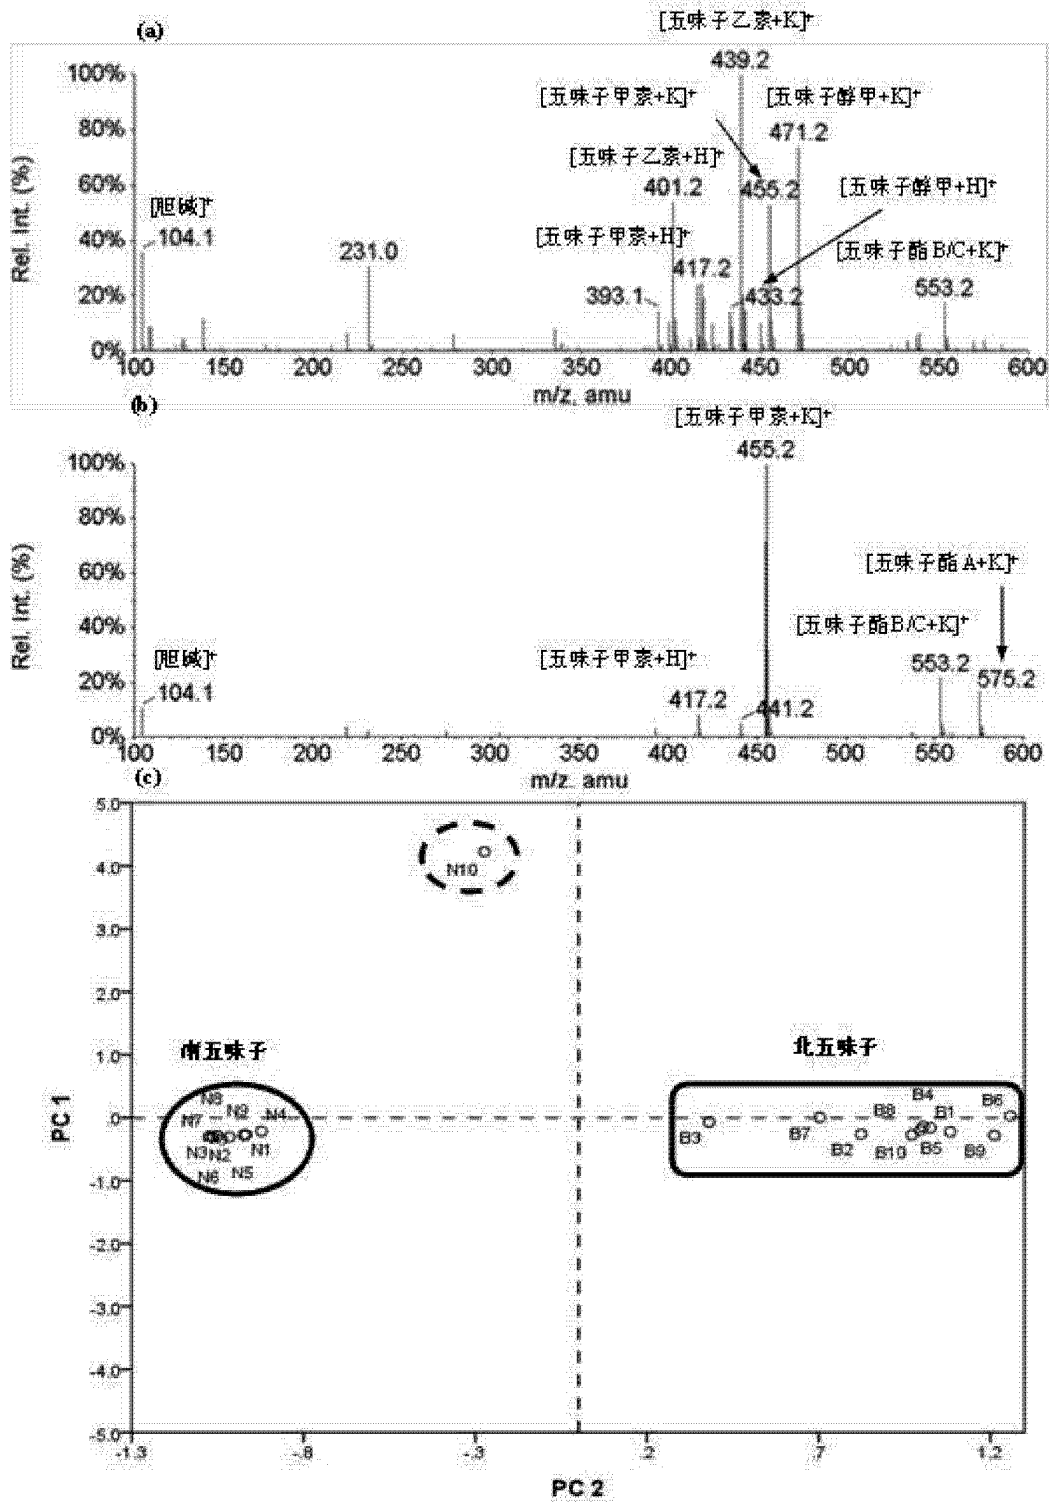 (a)
[五味子乙素+K]⁺
439.2
[五味子甲素+K]⁺
[五味子醇甲+K]⁺
471.2
[五味子乙素+H]⁺
401.2
455.2
[五味子醇甲+H]⁺
[胆碱]⁺
104.1
231.0
[五味子甲素+H]⁺
417.2
[五味子酯B/C+K]⁺
393.1
433.2
553.2
Rel. Int. (%)
100%
80%
60%
40%
20%
0%
100 150 200 250 300 350 400 450 500 550 600
m/z, amu
(b)
[五味子甲素+K]⁺
455.2
[五味子酯A+K]⁺
[五味子酯B/C+K]⁺
553.2
575.2
[胆碱]⁺
104.1
[五味子甲素+H]⁺
417.2
441.2
Rel. Int. (%)
100%
80%
60%
40%
20%
0%
100 150 200 250 300 350 400 450 500 550 600
m/z. amu
(c)
N10
南五味子
北五味子
N8
N9
N7
N4
N3
N2
N1
N6
N5
B4
B6
B8
B1
B3
B7
B2
B10
B5
B9
PC 1
5.0
4.0
3.0
2.0
1.0
.0
-1.0
-2.0
-3.0
-4.0
-5.0
-1.3 -.8 -.3 .2 .7 1.2
PC 2